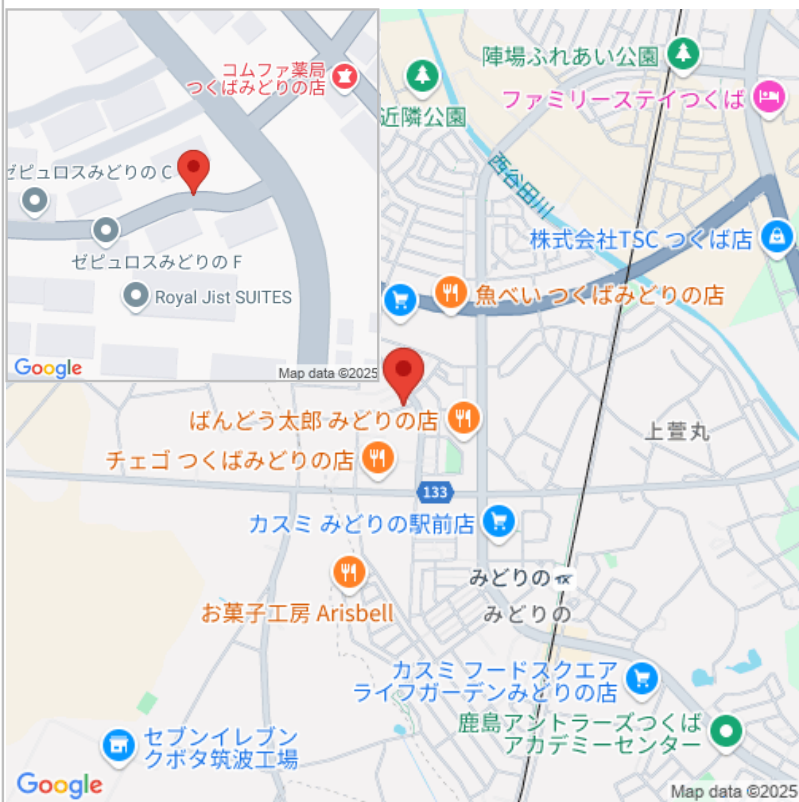 コムファ薬局
つくばみどりの店
ゼピュロスみどりの C
ゼピュロスみどりの F
Royal Jist SUITES
Google
Map data ©2025
陣場ふれあい公園
近隣公園
ファミリーステイつくば
西谷田川
株式会社TSC つくば店
魚べい つくばみどりの店
ばんどう太郎 みどりの店
上萱丸
チェゴ つくばみどりの店
133
カスミ みどりの駅前店
みどりの
みどりの
お菓子工房 Arisbell
カスミ フードスクエア
ライフガーデンみどりの店
鹿島アントラーズつくば
アカデミーセンター
セブンイレブン
クボタ筑波工場
Google
Map data ©2025